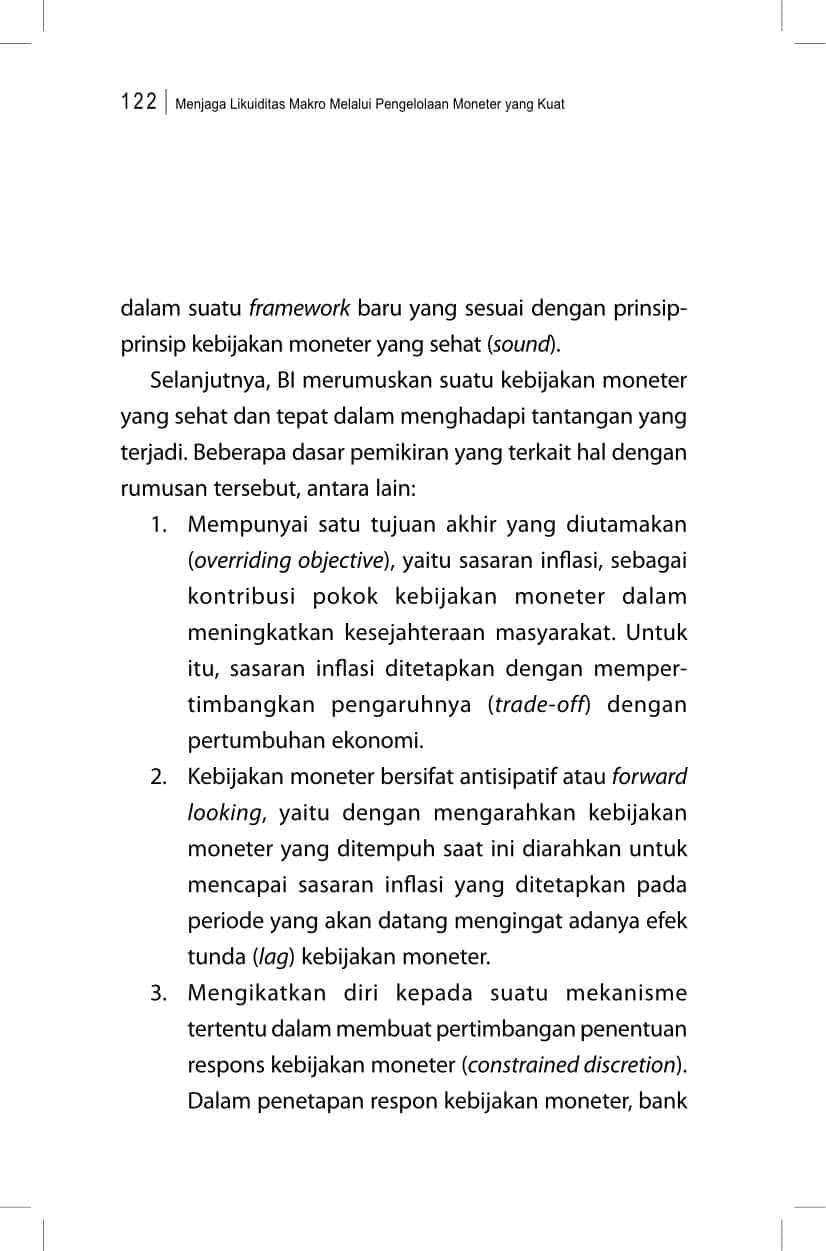 122 | Menjaga Likuiditas Makro Melalui Pengelolaan Moneter yang Kuat
dalam suatu framework baru yang sesuai dengan prinsip-
prinsip kebijakan moneter yang sehat (sound).
Selanjutnya, BI merumuskan suatu kebijakan moneter
yang sehat dan tepat dalam menghadapi tantangan yang
terjadi. Beberapa dasar pemikiran yang terkait hal dengan
rumusan tersebut, antara lain:
1. Mempunyai satu tujuan akhir yang diutamakan
(overriding objective), yaitu sasaran inflasi, sebagai
kontribusi pokok kebijakan moneter dalam
meningkatkan kesejahteraan masyarakat. Untuk
itu, sasaran inflasi ditetapkan dengan memper-
timbangkan pengaruhnya (trade-off) dengan
pertumbuhan ekonomi.
2. Kebijakan moneter bersifat antisipatif atau forward
looking, yaitu dengan mengarahkan kebijakan
moneter yang ditempuh saat ini diarahkan untuk
mencapai sasaran inflasi yang ditetapkan pada
periode yang akan datang mengingat adanya efek
tunda (lag) kebijakan moneter.
3. Mengikatkan diri kepada suatu mekanisme
tertentu dalam membuat pertimbangan penentuan
respons kebijakan moneter (constrained discretion).
Dalam penetapan respon kebijakan moneter, bank